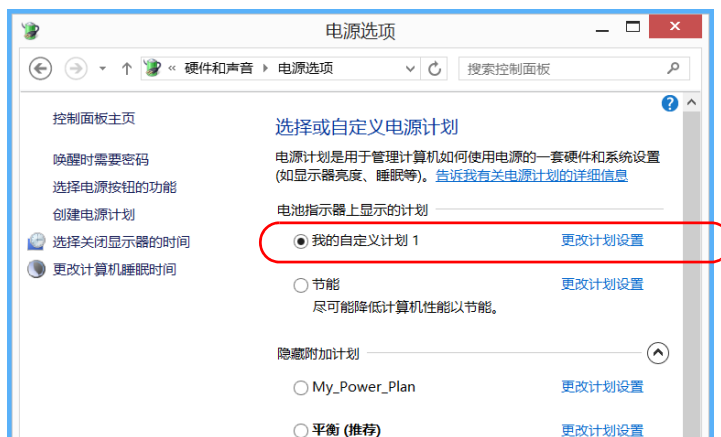 电源选项
« 硬件和声音 ▸ 电源选项
搜索控制面板
控制面板主页
唤醒时需要密码
选择电源按钮的功能
创建电源计划
选择关闭显示器的时间
更改计算机睡眠时间
选择或自定义电源计划
电源计划是用于管理计算机如何使用电源的一套硬件和系统设置
(如显示器亮度、睡眠等)。告诉我有关电源计划的详细信息
电池指示器上显示的计划
我的自定义计划 1 更改计划设置
节能 更改计划设置
尽可能降低计算机性能以节能。
隐藏附加计划
My_Power_Plan 更改计划设置
平衡 (推荐) 更改计划设置